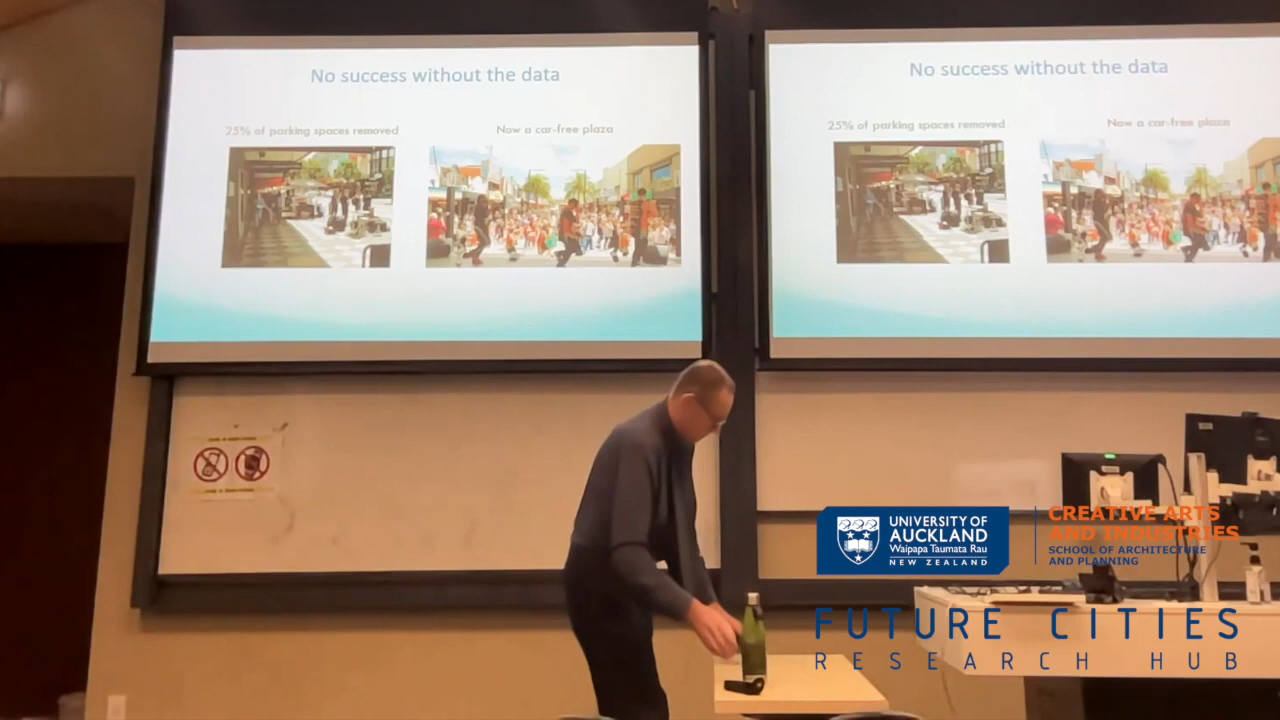 No success without the data
25% of parking spaces removed
Now a car-free plaza
No success without the data
25% of parking spaces removed
Now a car-free plaza
UNIVERSITY OF
AUCKLAND
Waipapa Taumata Rau
NEW ZEALAND
CREATIVE ARTS
AND INDUSTRIES
SCHOOL OF ARCHITECTURE
AND PLANNING
FUTURE CITIES
RESEARCH HUB